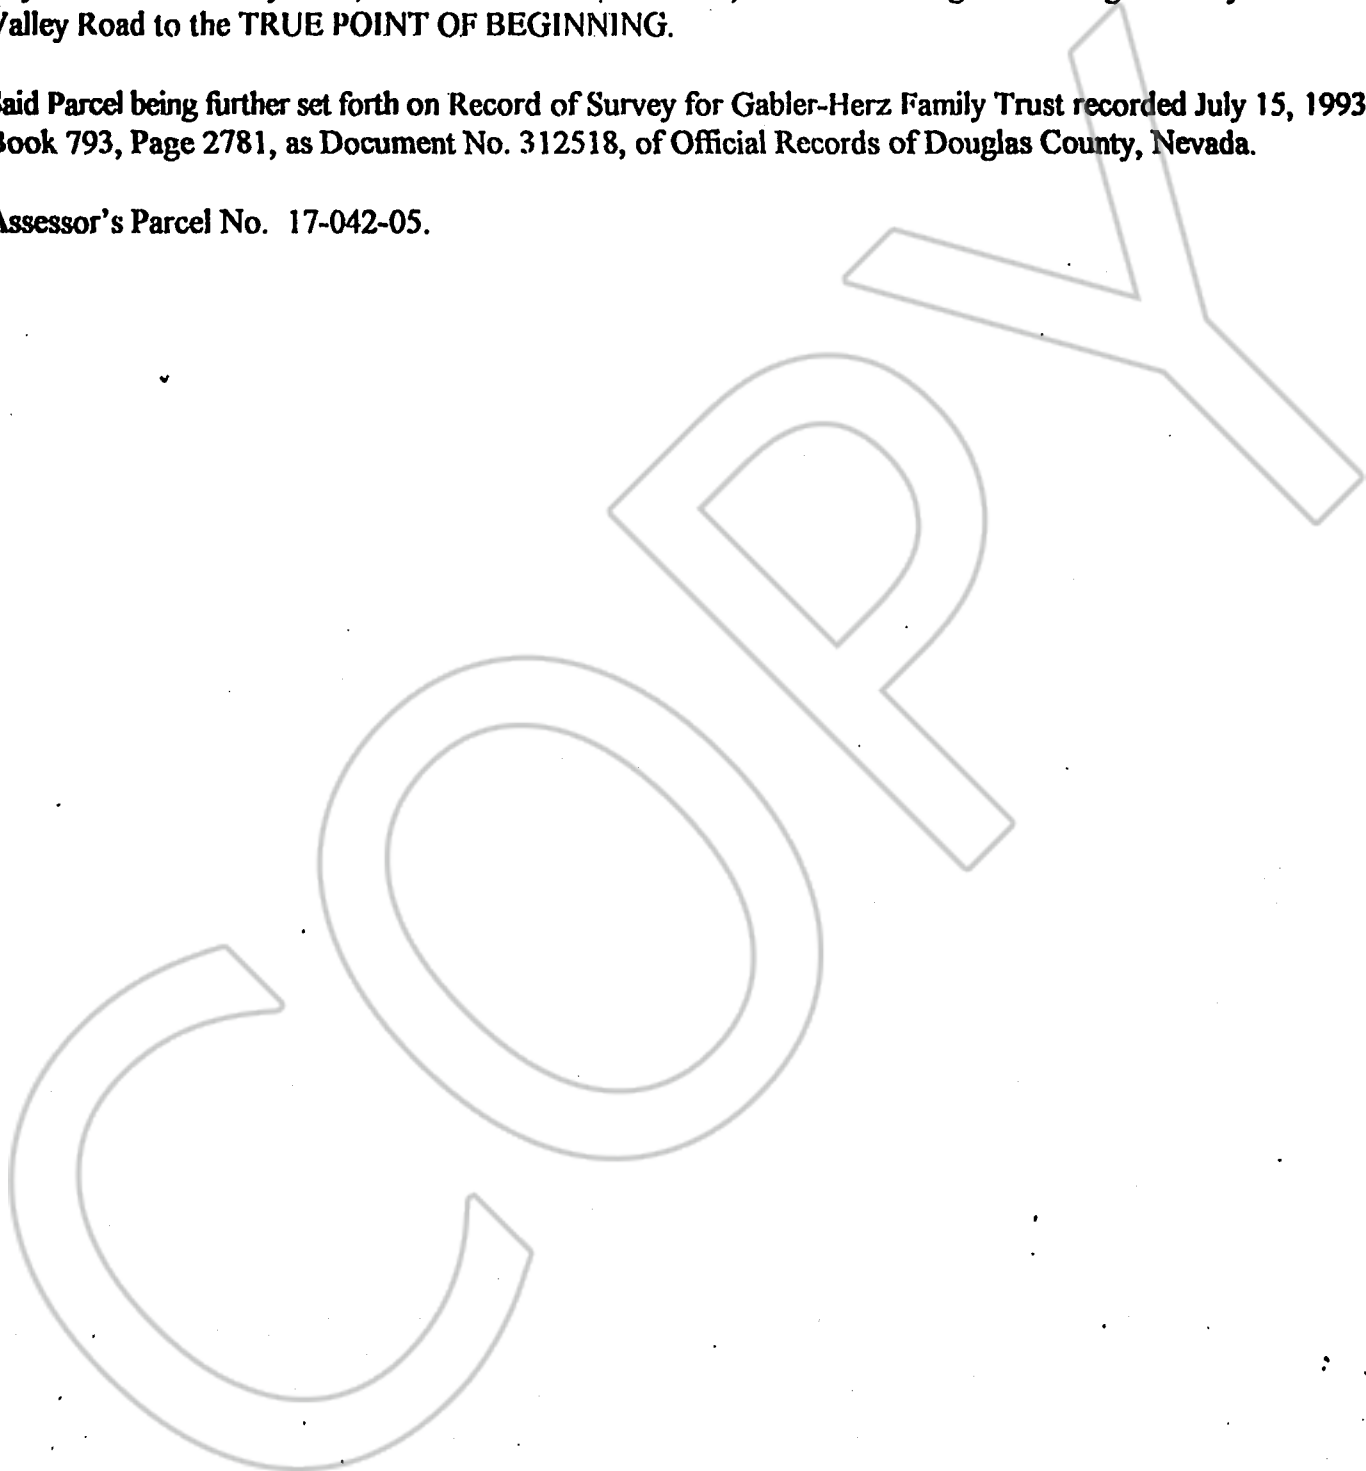 Valley Road to the TRUE POINT OF BEGINNING.
Said Parcel being further set forth on Record of Survey for Gabler-Herz Family Trust recorded July 15, 1993
Book 793, Page 2781, as Document No. 312518, of Official Records of Douglas County, Nevada.
Assessor's Parcel No. 17-042-05.
COPY